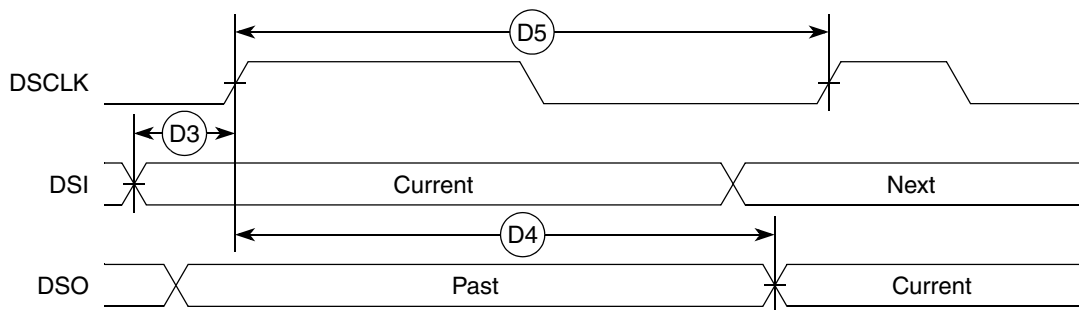 D5
DSCLK
D3
DSI Current Next
D4
DSO Past Current